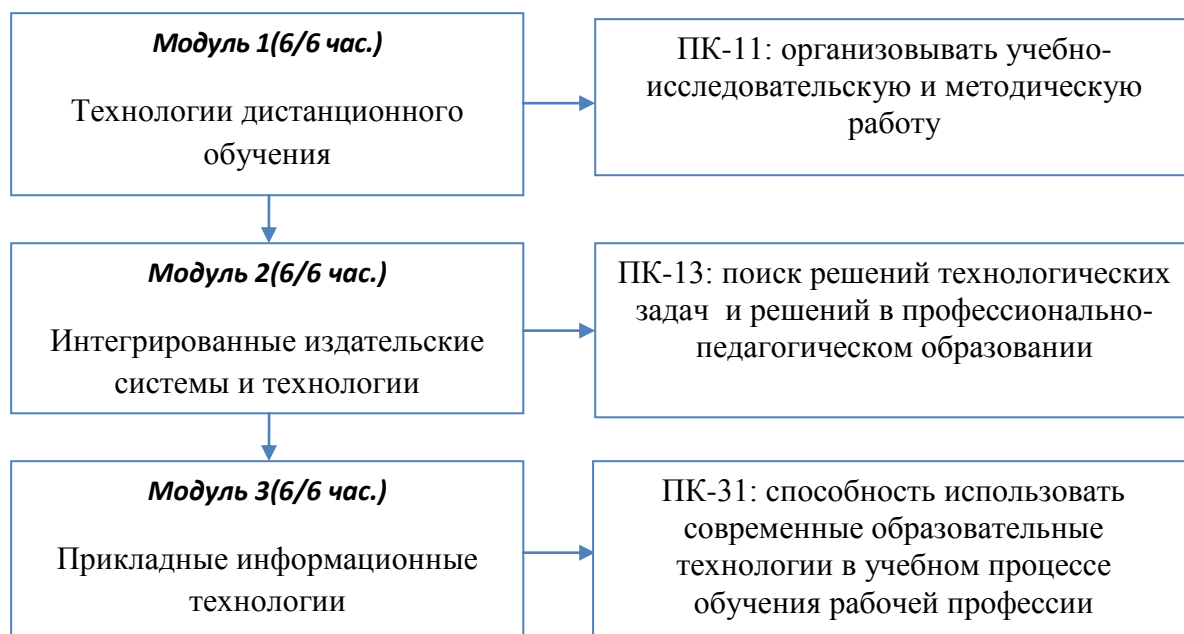 Модуль 1(6/6 час.)
Технологии дистанционного
обучения
ПК-11: организовывать учебно-
исследовательскую и методическую
работу
Модуль 2(6/6 час.)
Интегрированные издательские
системы и технологии
ПК-13: поиск решений технологических
задач  и решений в профессионально-
педагогическом образовании
Модуль 3(6/6 час.)
Прикладные информационные
технологии
ПК-31: способность использовать
современные образовательные
технологии в учебном процессе
обучения рабочей профессии